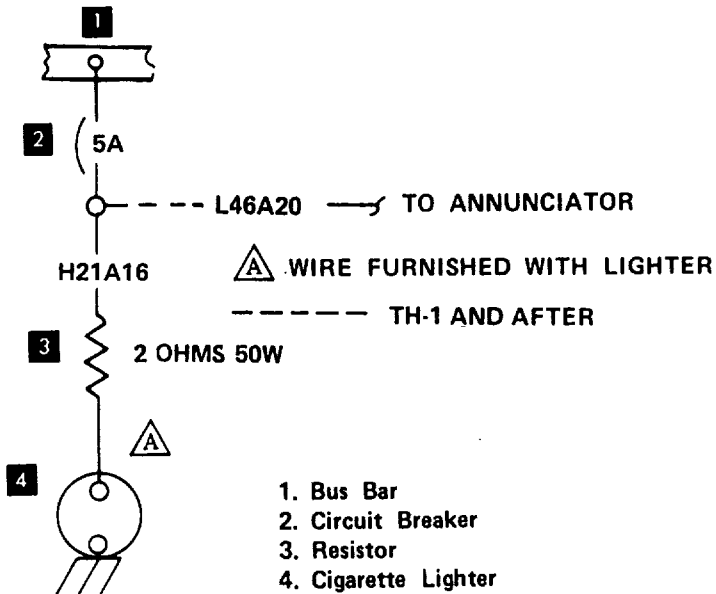 1
2
5A
L46A20 TO ANNUNCIATOR
H21A16
A WIRE FURNISHED WITH LIGHTER
TH-1 AND AFTER
3
2 OHMS 50W
A
4
1. Bus Bar
2. Circuit Breaker
3. Resistor
4. Cigarette Lighter